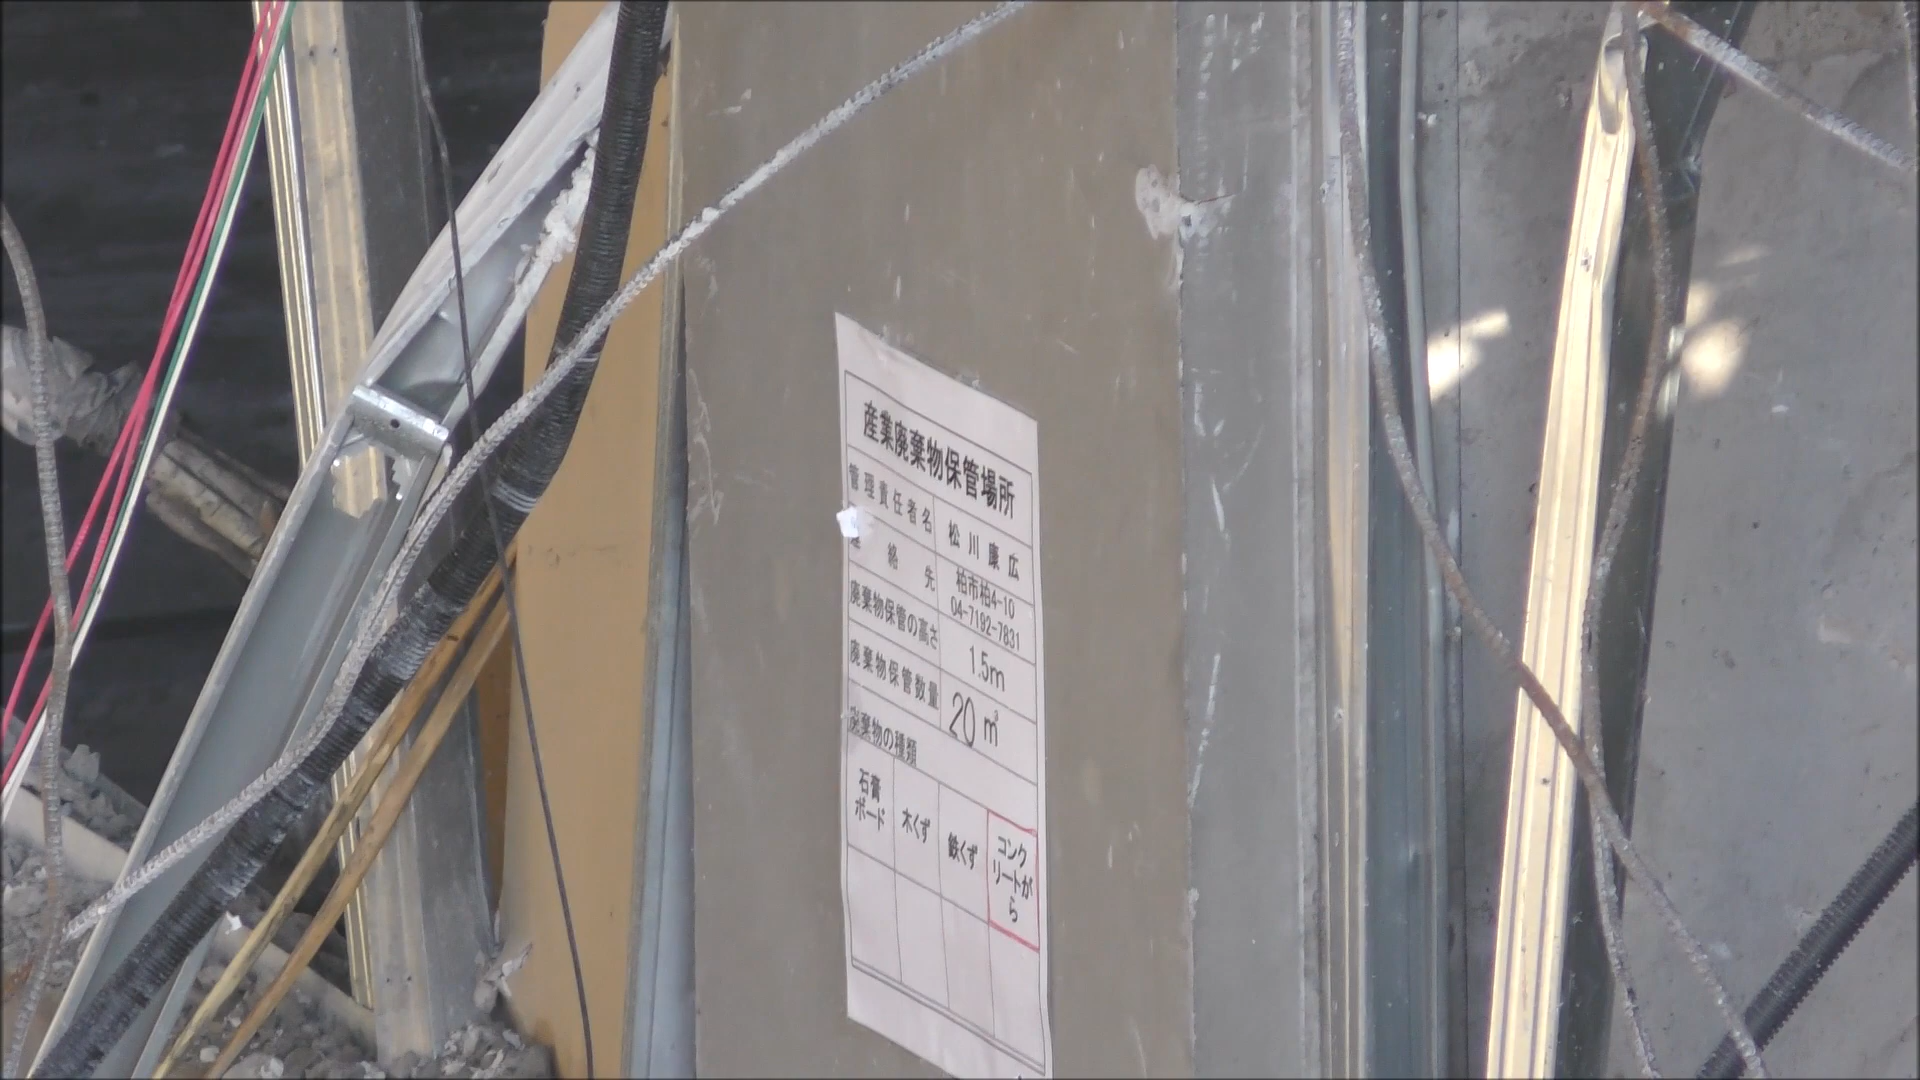 産業廃棄物保管場所
管理責任者名 松川康広
連絡先 柏市柏4-10
04-7192-7831
廃棄物保管の高さ 1.5m
廃棄物保管数量 20㎥
廃棄物の種類
石膏
ボード
木くず
鉄くず
コンク
リートが
ら